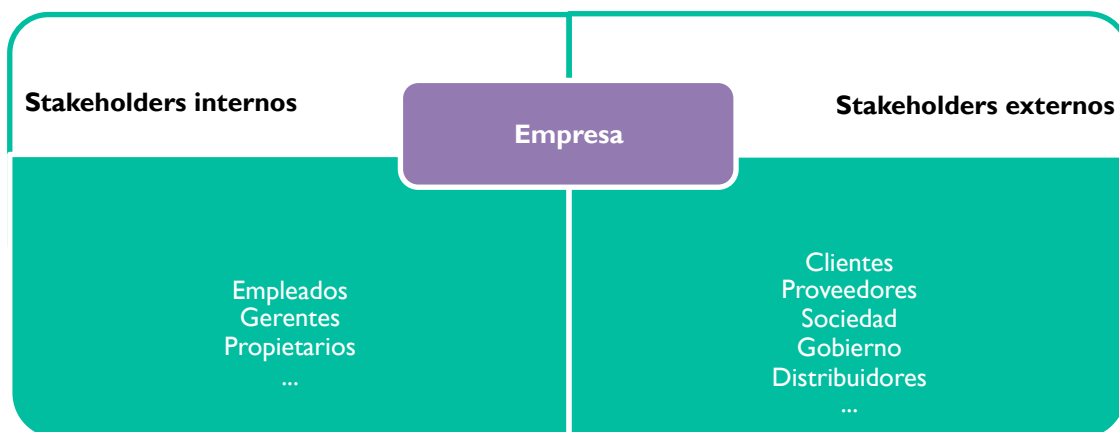 Stakeholders internos
Empresa
Stakeholders externos
Empleados
Gerentes
Propietarios
...
Clientes
Proveedores
Sociedad
Gobierno
Distribuidores
...